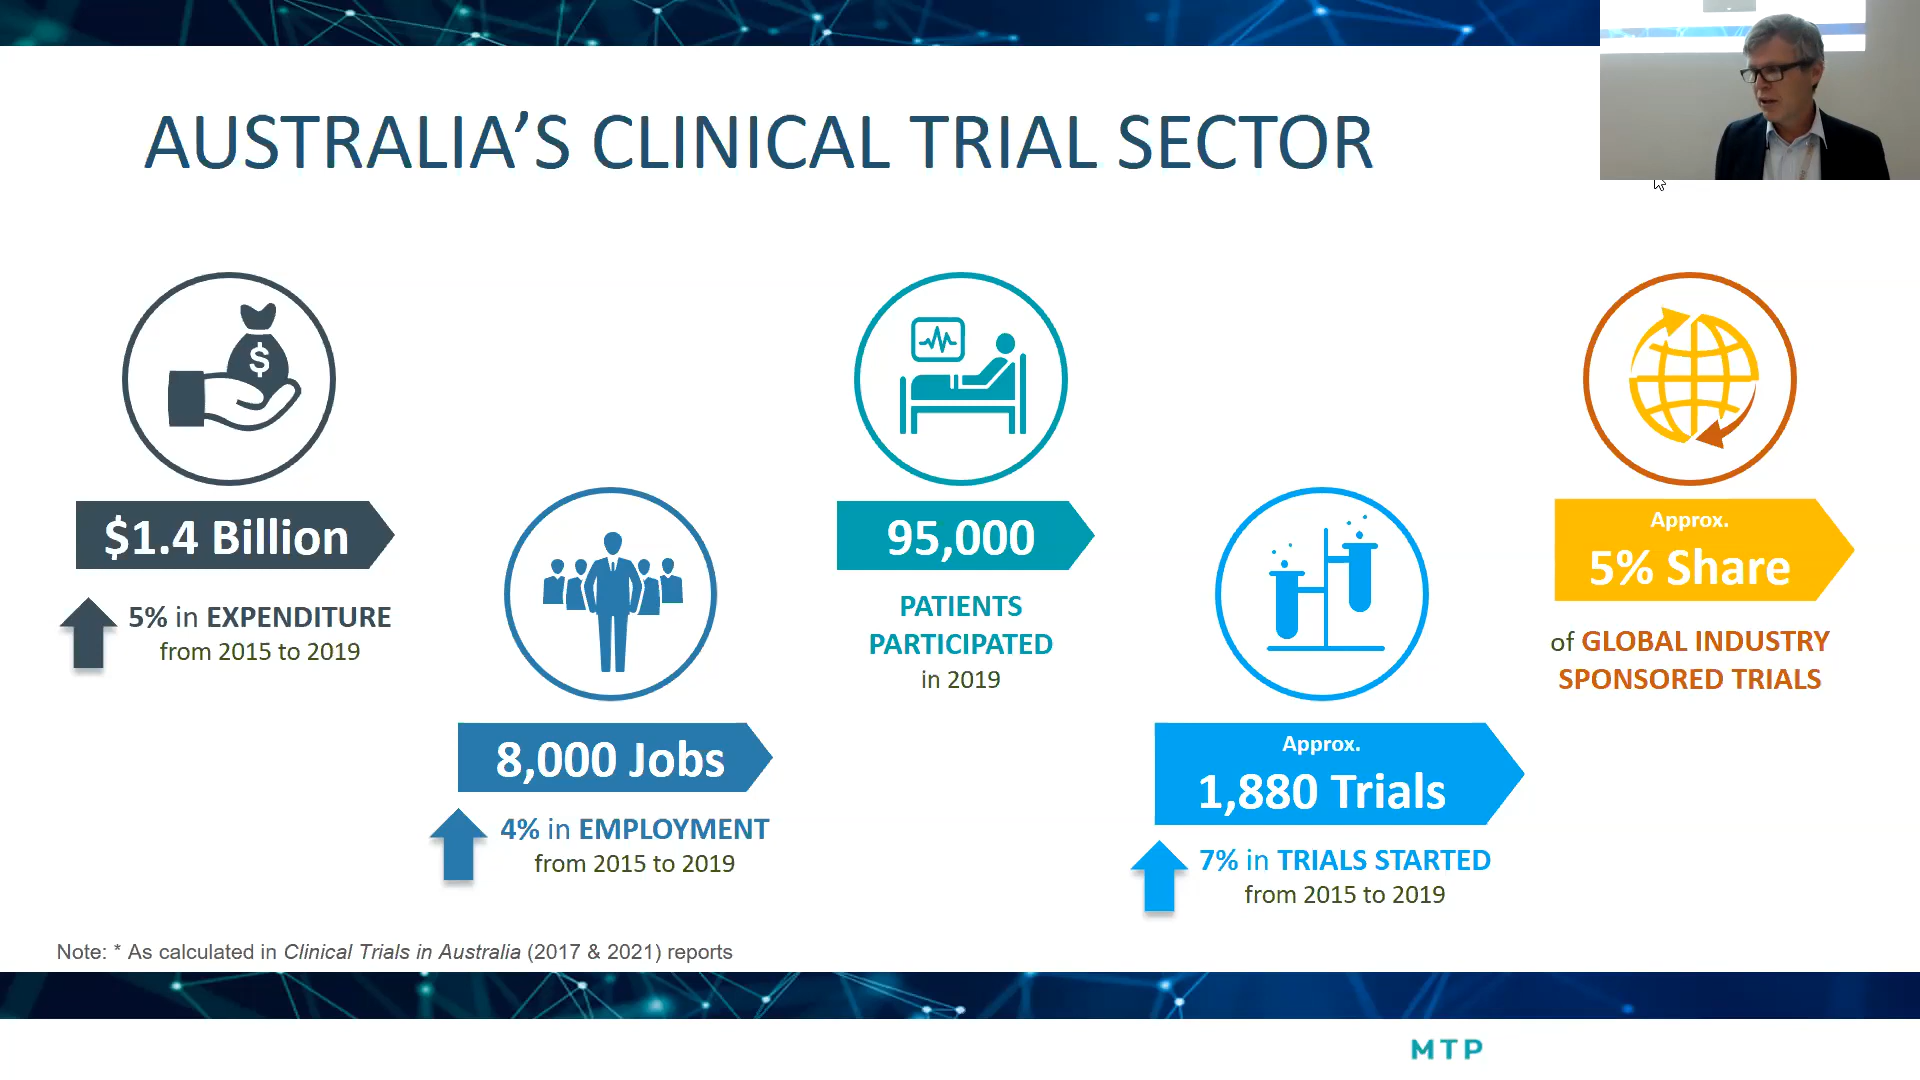 AUSTRALIA’S CLINICAL TRIAL SECTOR
$
$1.4 Billion
5% in EXPENDITURE
from 2015 to 2019
8,000 Jobs
4% in EMPLOYMENT
from 2015 to 2019
95,000
PATIENTS
PARTICIPATED
in 2019
Approx.
1,880 Trials
7% in TRIALS STARTED
from 2015 to 2019
Approx.
5% Share
of GLOBAL INDUSTRY
SPONSORED TRIALS
Note: * As calculated in Clinical Trials in Australia (2017 & 2021) reports
MTP